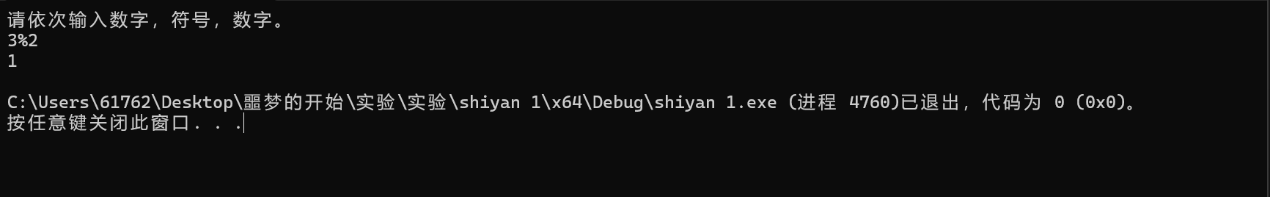 请依次输入数字，符号，数字。
3%2
1
C:\Users\61762\Desktop\噩梦的开始\实验\实验\shiyan 1\x64\Debug\shiyan 1.exe (进程 4760)已退出，代码为 0 (0x0)。
按任意键关闭此窗口. . .